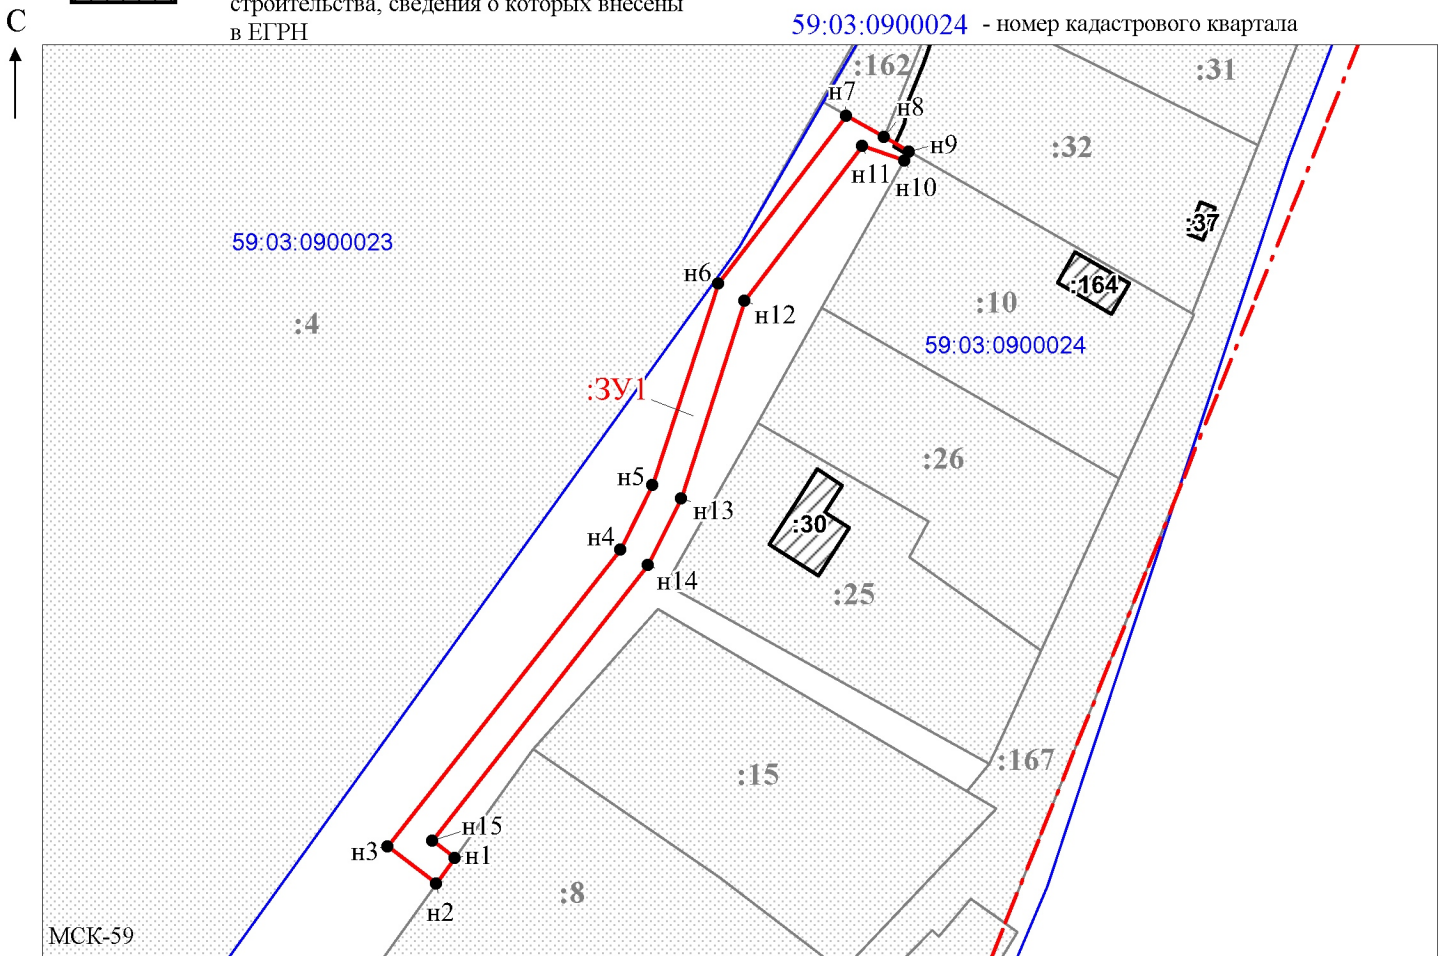 строительства, сведения о которых внесены
в ЕГРН
59:03:0900024 - номер кадастрового квартала
С
:162
:31
н7
н8
:32
н9
н11
н10
:37
59:03:0900023
н6
:164
:10
:4
н12
59:03:0900024
:ЗУ1
:26
н5
н13
:30
н4
н14
:25
:167
:15
н15
н3
н1
:8
н2
МСК-59